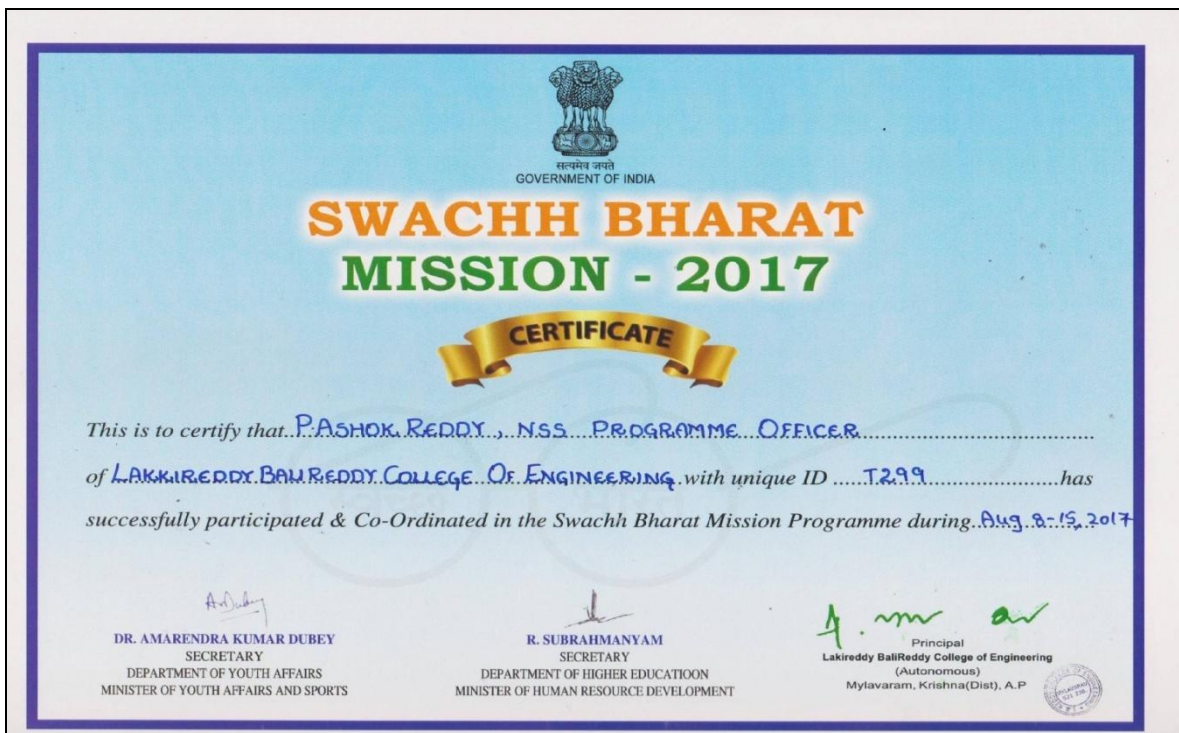 सत्यमेव जयते
GOVERNMENT OF INDIA
SWACHH BHARAT
MISSION - 2017
CERTIFICATE
This is to certify that P. ASHOK REDDY, NSS PROGRAMME OFFICER
of LAKKIREDDY BALI REDDY COLLEGE OF ENGINEERING with unique ID T299 has
successfully participated & Co-Ordinated in the Swachh Bharat Mission Programme during Aug 8-15, 2017
DR. AMARENDRA KUMAR DUBEY
SECRETARY
DEPARTMENT OF YOUTH AFFAIRS
MINISTER OF YOUTH AFFAIRS AND SPORTS
R. SUBRAHMANYAM
SECRETARY
DEPARTMENT OF HIGHER EDUCATIOON
MINISTER OF HUMAN RESOURCE DEVELOPMENT
Principal
Lakireddy BaliReddy College of Engineering
(Autonomous)
Mylavaram, Krishna(Dist), A.P